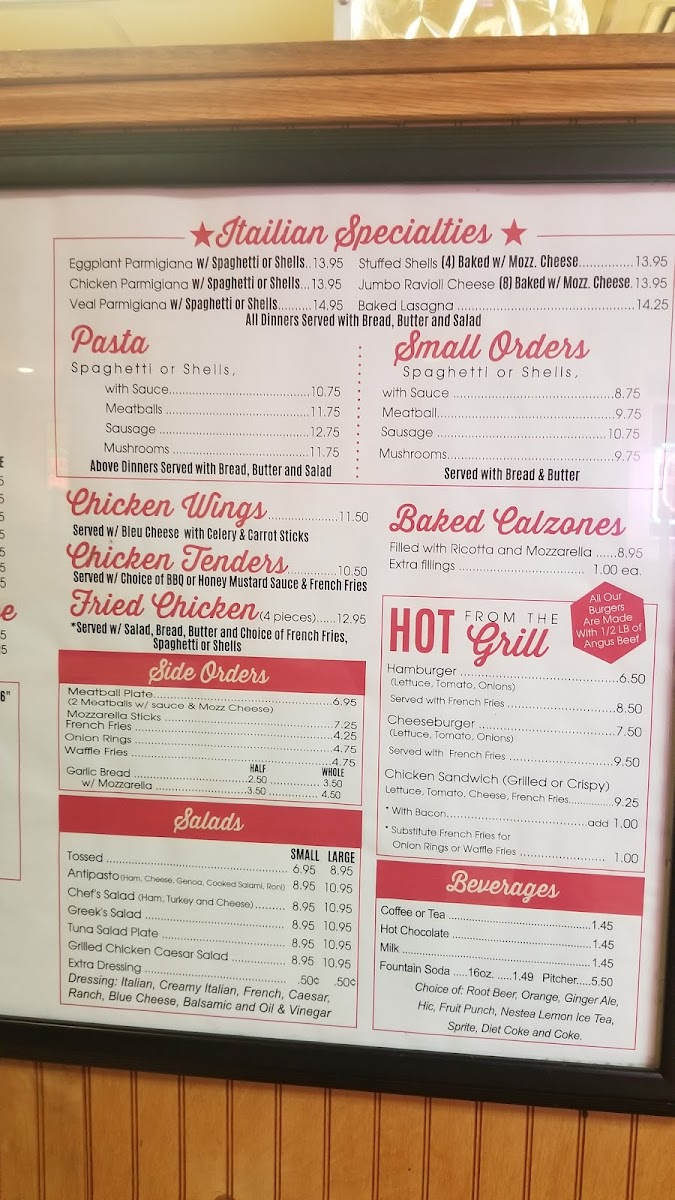 ★Itailian Specialties ★
Eggplant Parmigiana w/ Spaghetti or Shells..13.95
Chicken Parmigiana w/ Spaghetti or Shells...13.95
Veal Parmigiana w/ Spaghetti or Shells..........14.95
Stuffed Shells (4) Baked w/ Mozz. Cheese...............13.95
Jumbo Ravioli Cheese (8) Baked w/ Mozz. Cheese.13.95
Baked Lasagna ..........................................14.25
All Dinners Served with Bread, Butter and Salad
Pasta
Spaghetti or Shells,
with Sauce...................................10.75
Meatballs ....................................11.75
Sausage ......................................12.75
Mushrooms ..................................11.75
Above Dinners Served with Bread, Butter and Salad
Small Orders
Spaghetti or Shells,
with Sauce ........................................8.75
Meatball............................................9.75
Sausage ...........................................10.75
Mushrooms.........................................9.75
Served with Bread & Butter
Chicken Wings....................11.50
Served w/ Bleu Cheese with Celery & Carrot Sticks
Chicken Tenders..............10.50
Served w/ Choice of BBQ or Honey Mustard Sauce & French Fries
Fried Chicken(4 pieces)......12.95
*Served w/ Salad, Bread, Butter and Choice of French Fries,
Spaghetti or Shells
Baked Calzones
Filled with Ricotta and Mozzarella ......8.95
Extra fillings ............................... 1.00 ea.
Side Orders
Meatball Plate.............................................6.95
(2 Meatballs w/ sauce & Mozz Cheese)
Mozzarella Sticks ..........................................7.25
French Fries ................................................4.25
Onion Rings ................................................4.75
Waffle Fries .................................................4.75
HALF WHOLE
Garlic Bread ............................2.50 .............. 3.50
w/ Mozzarella .......................3.50 .............. 4.50
Salads
SMALL LARGE
Tossed ...................................................... 6.95 8.95
Antipasto (Ham, Cheese, Genoa, Cooked Salami, Roni) 8.95 10.95
Chef's Salad (Ham, Turkey and Cheese)......... 8.95 10.95
Greek's Salad ........................................ 8.95 10.95
Tuna Salad Plate .................................... 8.95 10.95
Grilled Chicken Caesar Salad .................. 8.95 10.95
Extra Dressing ....................................... .50¢ .50¢
Dressing: Italian, Creamy Italian, French, Caesar,
Ranch, Blue Cheese, Balsamic and Oil & Vinegar
HOT FROM THE
Grill
All Our
Burgers
Are Made
With 1/2 LB of
Angus Beef
Hamburger ..........................................6.50
(Lettuce, Tomato, Onions)
Served with French Fries ............................8.50
Cheeseburger ......................................7.50
(Lettuce, Tomato, Onions)
Served with French Fries ............................9.50
Chicken Sandwich (Grilled or Crispy)
Lettuce, Tomato, Cheese, French Fries..............9.25
* With Bacon....................................add 1.00
* Substitute French Fries for
Onion Rings or Waffle Fries ...................... 1.00
Beverages
Coffee or Tea .......................................1.45
Hot Chocolate ......................................1.45
Milk ....................................................1.45
Fountain Soda .....16oz. .....1.49 Pitcher.....5.50
Choice of: Root Beer, Orange, Ginger Ale,
Hic, Fruit Punch, Nestea Lemon Ice Tea,
Sprite, Diet Coke and Coke.